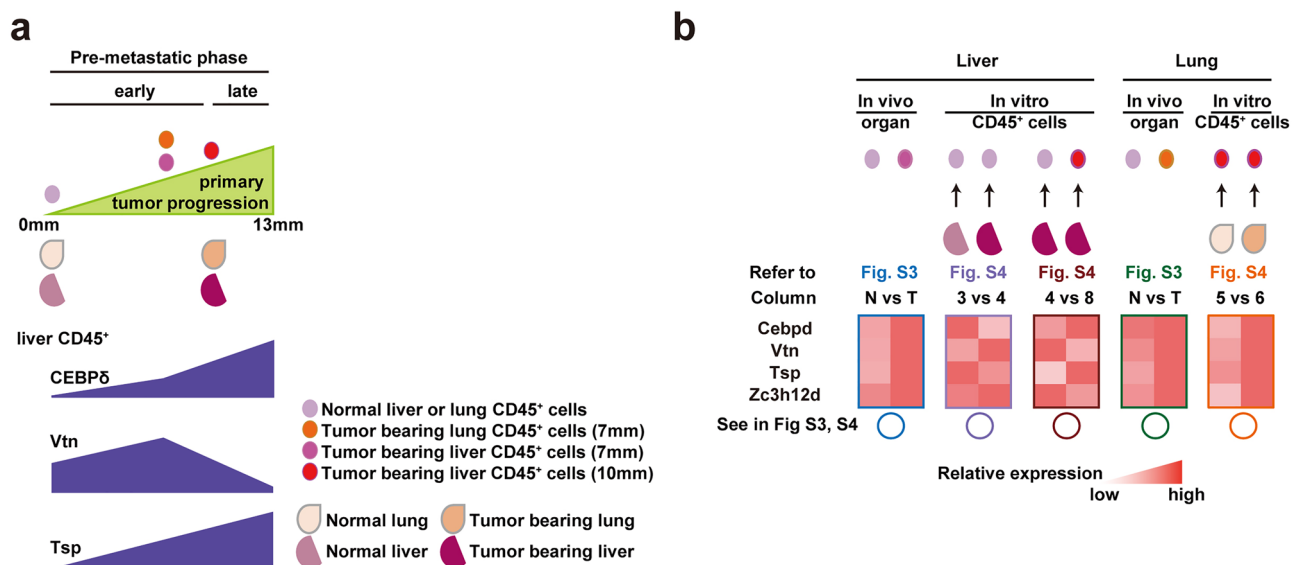 a
Pre-metastatic phase
early late
primary
tumor progression
0mm 13mm
liver CD45⁺
CEBPδ
Vtn
Tsp
Normal liver or lung CD45⁺ cells
Tumor bearing lung CD45⁺ cells (7mm)
Tumor bearing liver CD45⁺ cells (7mm)
Tumor bearing liver CD45⁺ cells (10mm)
Normal lung Tumor bearing lung
Normal liver Tumor bearing liver
b
Liver Lung
In vivo In vitro In vivo In vitro
organ CD45⁺ cells organ CD45⁺ cells
Refer to Fig. S3 Fig. S4 Fig. S4 Fig. S3 Fig. S4
Column N vs T 3 vs 4 4 vs 8 N vs T 5 vs 6
Cebpd
Vtn
Tsp
Zc3h12d
See in Fig S3, S4
Relative expression
low high